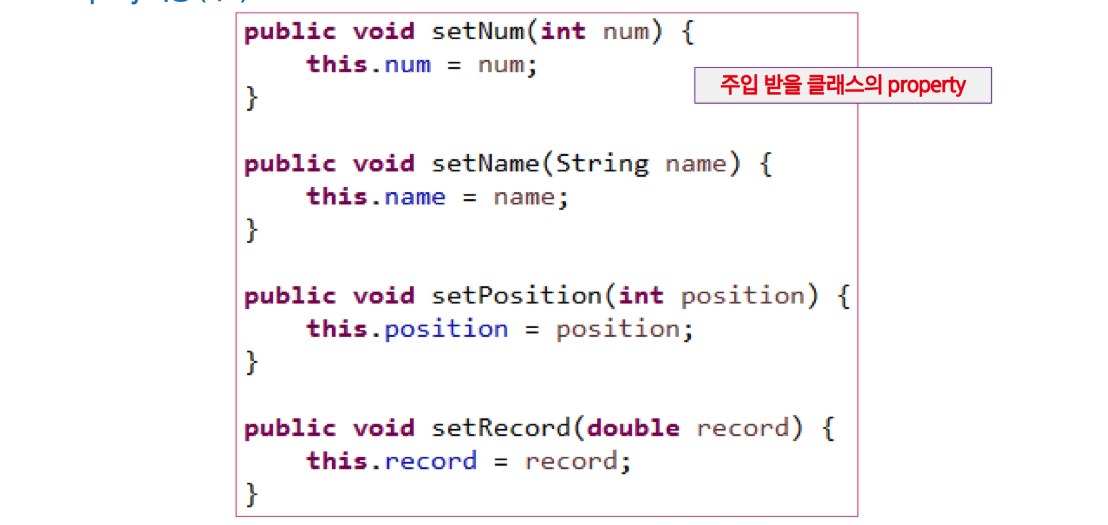 public void setNum(int num) {
this.num = num;
}
주입 받을 클래스의 property
public void setName(String name) {
this.name = name;
}
public void setPosition(int position) {
this.position = position;
}
public void setRecord(double record) {
this.record = record;
}